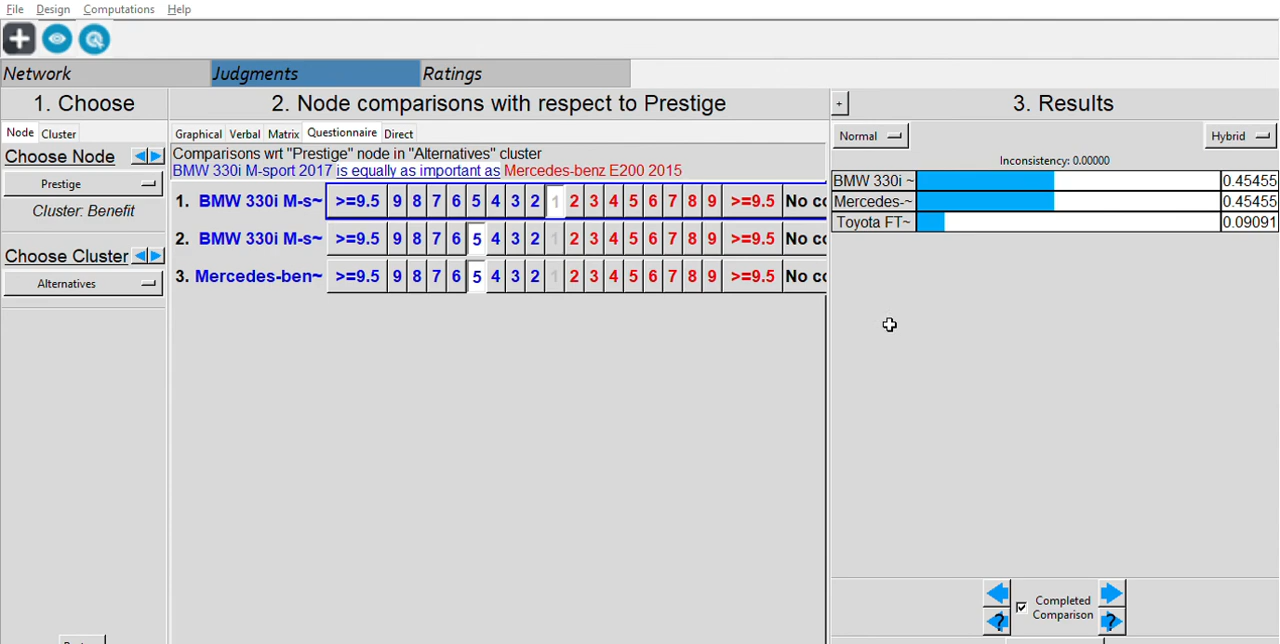 File Design Computations Help
Network Judgments Ratings
1. Choose
Node Cluster
Choose Node
Prestige
Cluster: Benefit
Choose Cluster
Alternatives
2. Node comparisons with respect to Prestige
Graphical Verbal Matrix Questionnaire Direct
Comparisons wrt "Prestige" node in "Alternatives" cluster
BMW 330i M-sport 2017 is equally as important as Mercedes-benz E200 2015
1. BMW 330i M-s~ >=9.5 9 8 7 6 5 4 3 2 1 2 3 4 5 6 7 8 9 >=9.5 No co
2. BMW 330i M-s~ >=9.5 9 8 7 6 5 4 3 2 1 2 3 4 5 6 7 8 9 >=9.5 No co
3. Mercedes-ben~ >=9.5 9 8 7 6 5 4 3 2 1 2 3 4 5 6 7 8 9 >=9.5 No co
+ 3. Results
Normal Hybrid
Inconsistency: 0.00000
BMW 330i ~ 0.45455
Mercedes-~ 0.45455
Toyota FT~ 0.09091
Completed
Comparison
? ?